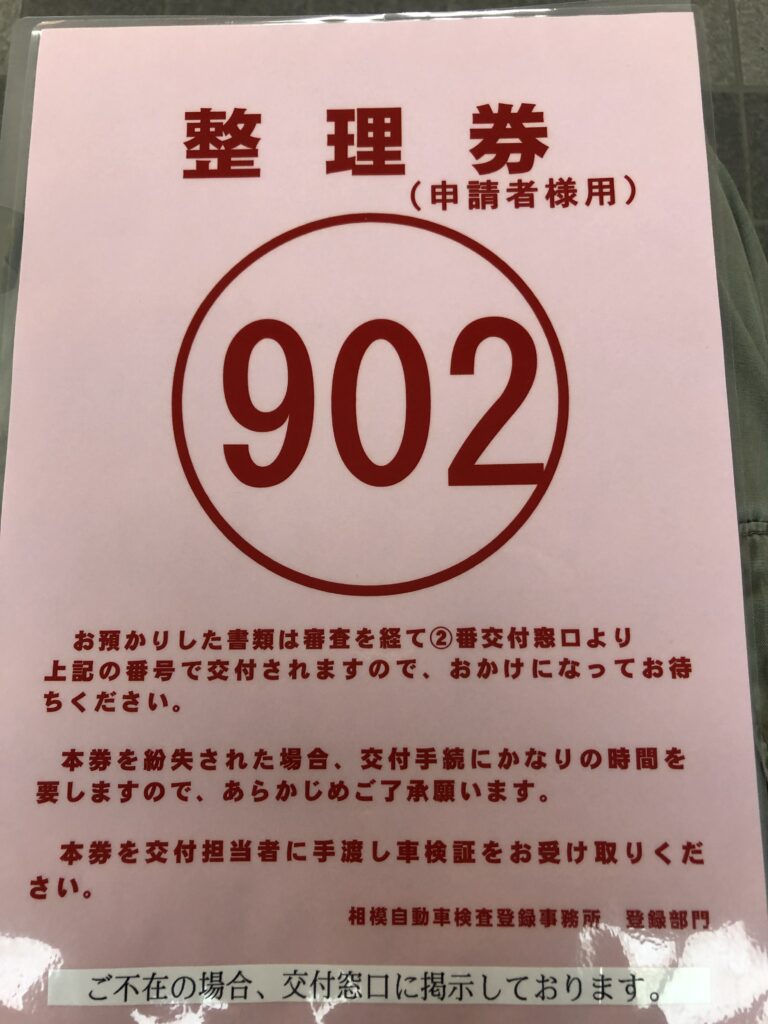 整理券
（申請者様用）
902
お預かりした書類は審査を経て②番交付窓口より
上記の番号で交付されますので、おかけになってお待
ちください。
本券を紛失された場合、交付手続にかなりの時間を
要しますので、あらかじめご了承願います。
本券を交付担当者に手渡し車検証をお受け取りくだ
さい。
相模自動車検査登録事務所　登録部門
ご不在の場合、交付窓口に掲示しております。